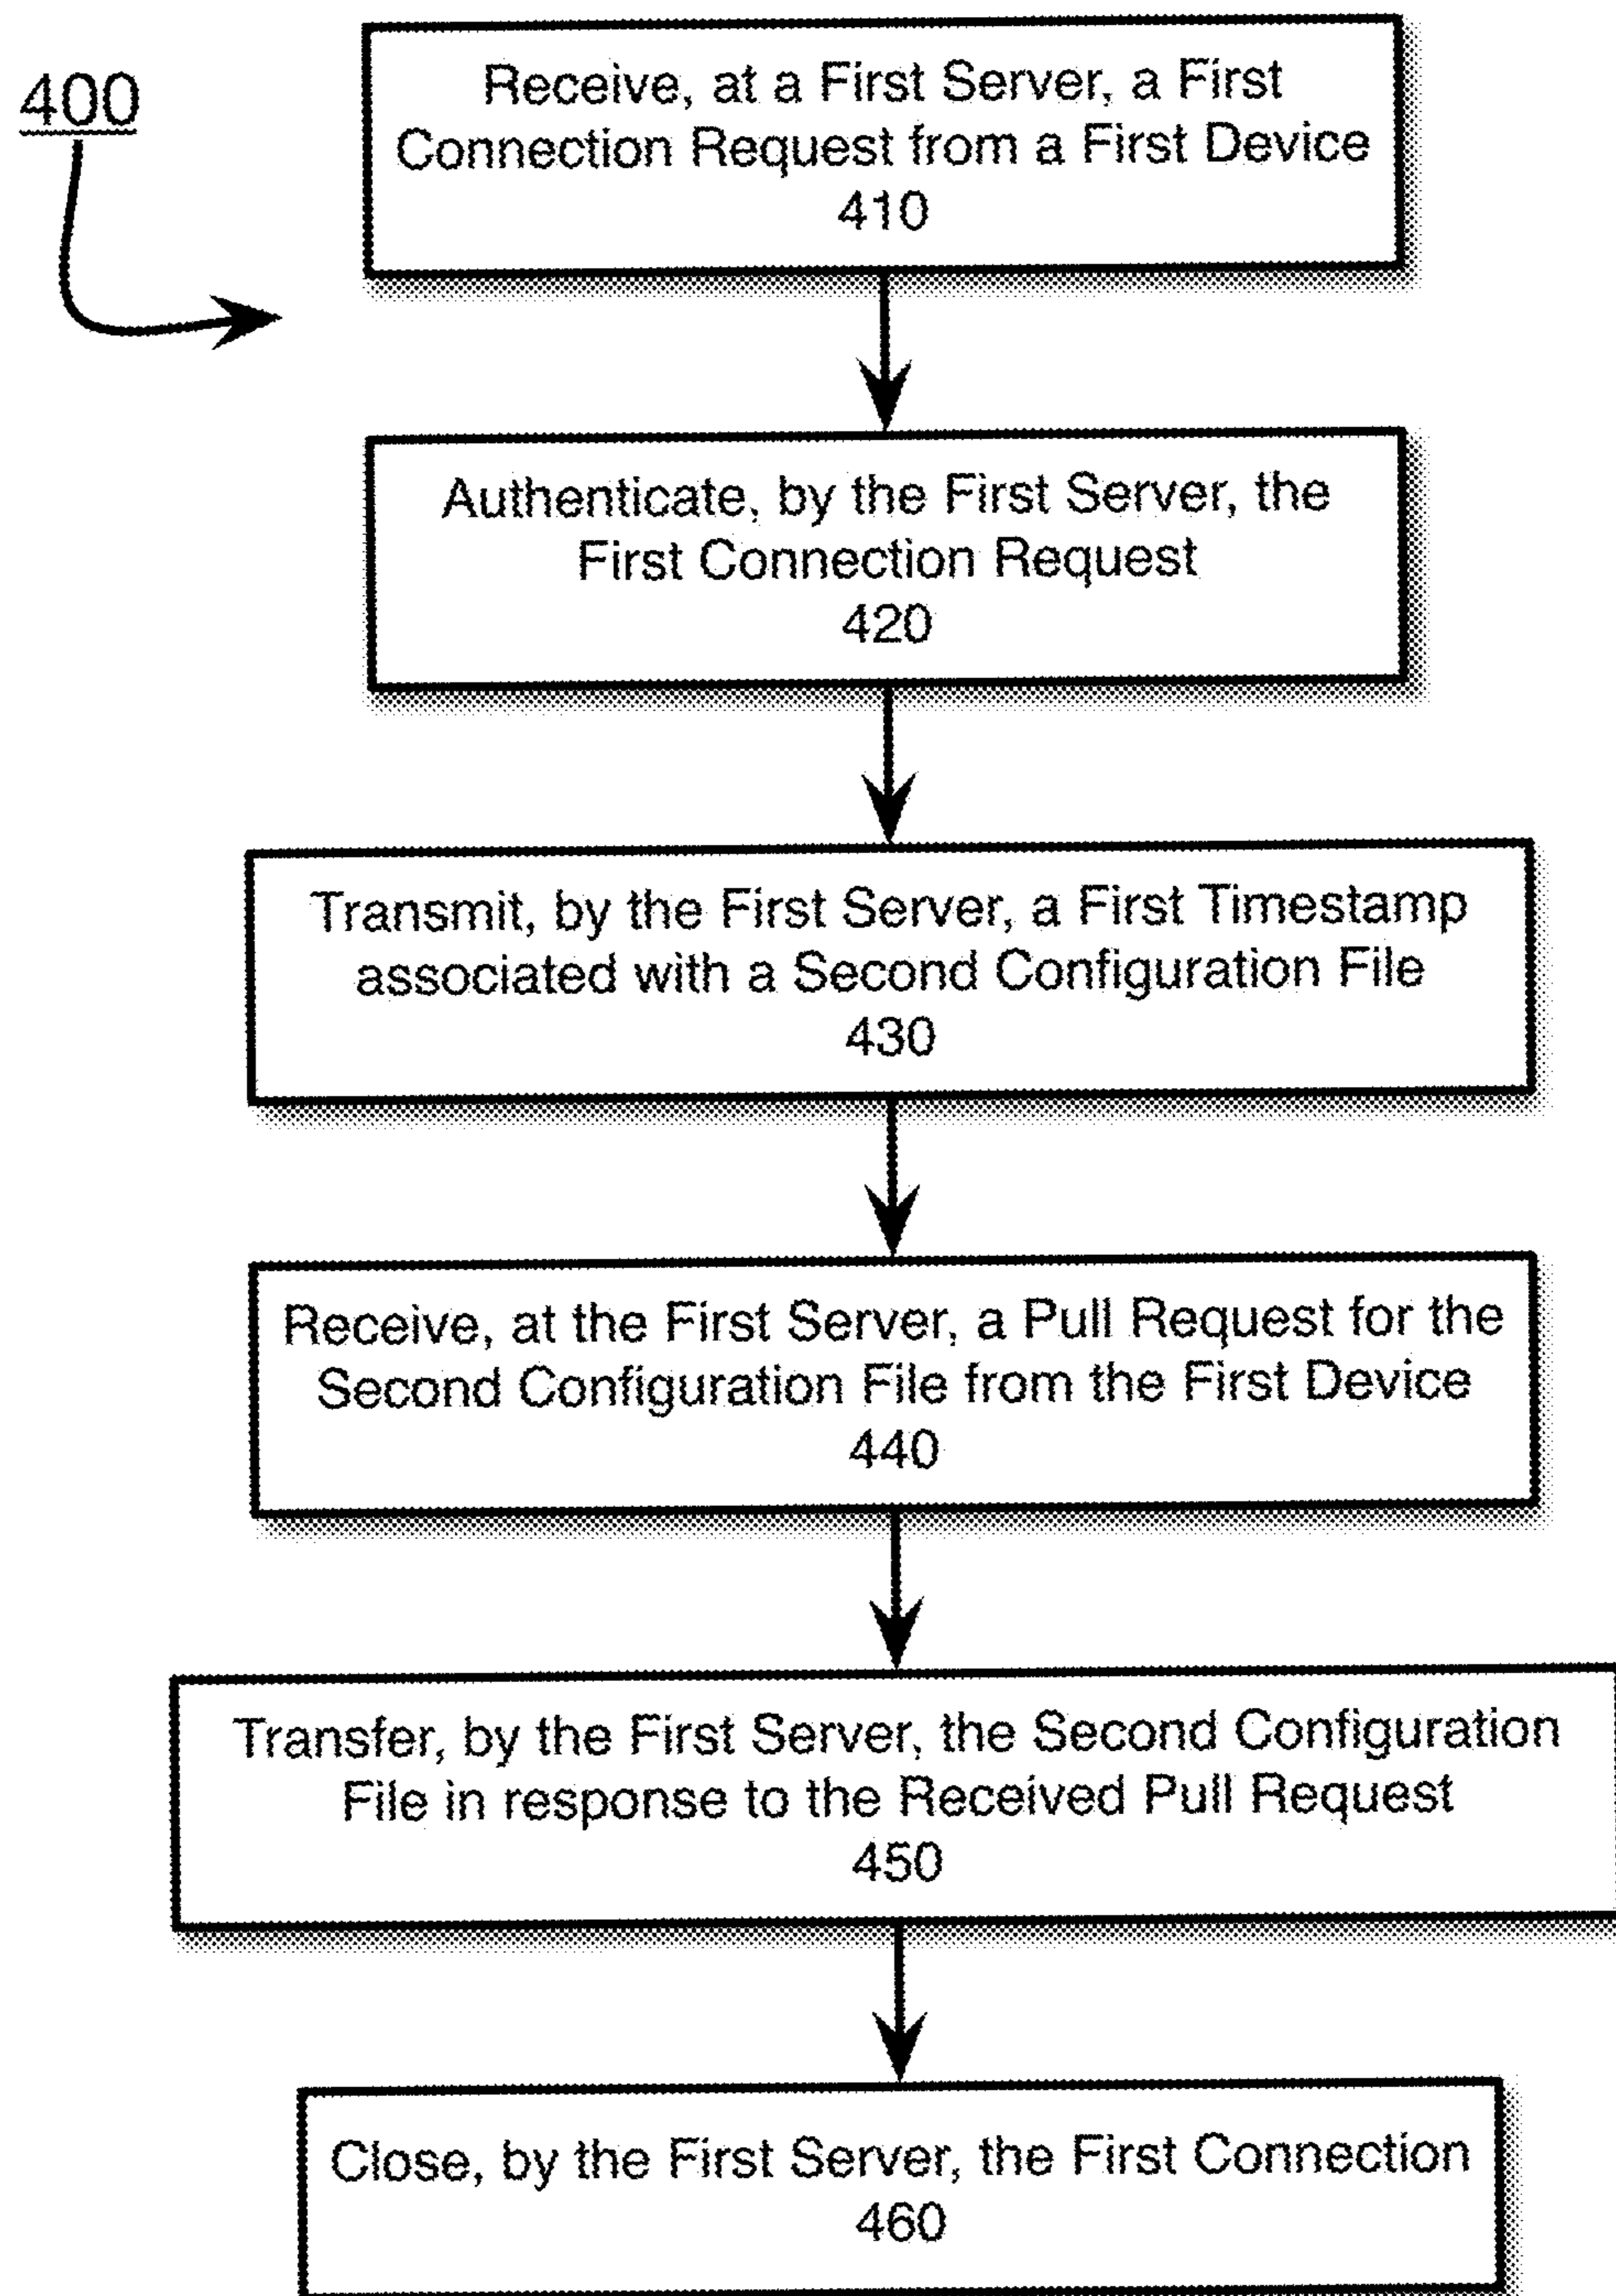 400
Receive, at a First Server, a First
Connection Request from a First Device
410
Authenticate, by the First Server, the
First Connection Request
420
Transmit, by the First Server, a First Timestamp
associated with a Second Configuration File
430
Receive, at the First Server, a Pull Request for the
Second Configuration File from the First Device
440
Transfer, by the First Server, the Second Configuration
File in response to the Received Pull Request
450
Close, by the First Server, the First Connection
460